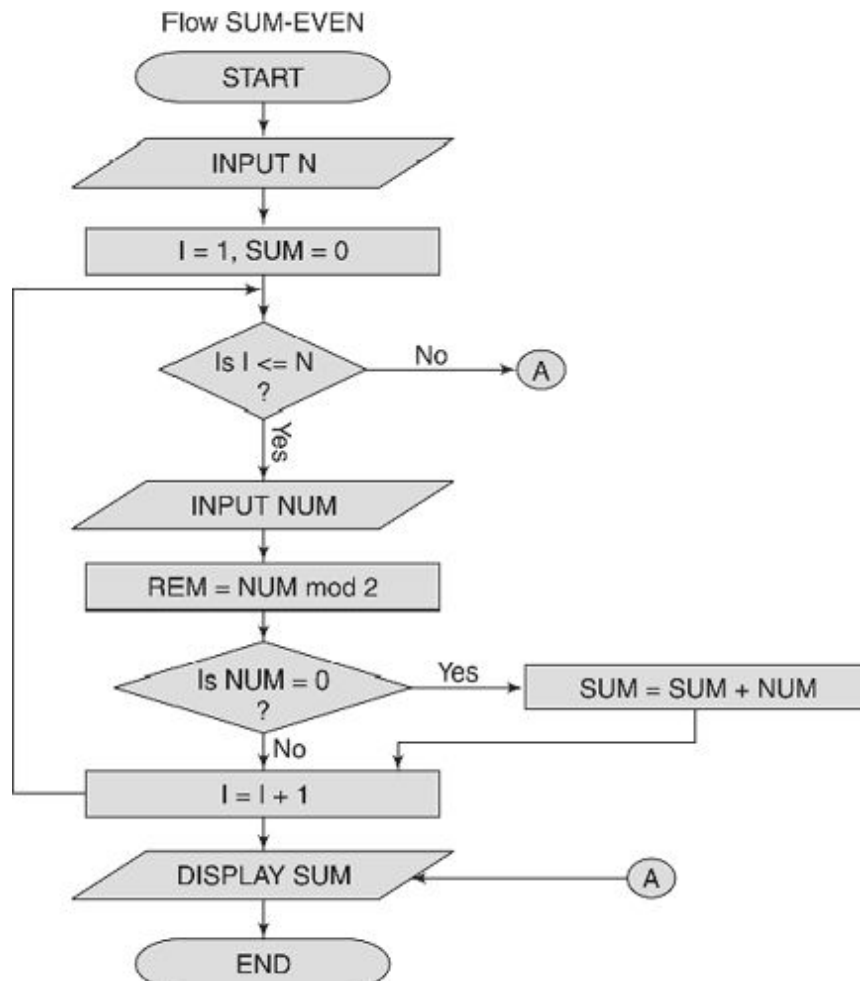 Flow SUM-EVEN
START
INPUT N
I = 1, SUM = 0
Is I <= N
?
No
A
Yes
INPUT NUM
REM = NUM mod 2
Is NUM = 0
?
Yes
SUM = SUM + NUM
No
I = I + 1
DISPLAY SUM
A
END